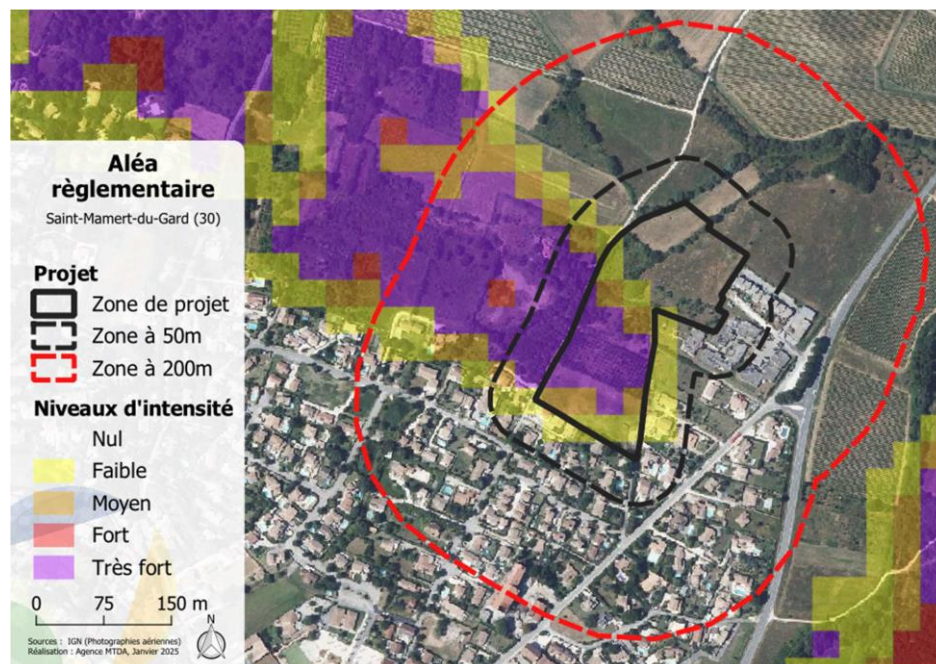 Aléa
règlementaire
Saint-Mamert-du-Gard (30)
Projet
Zone de projet
Zone à 50m
Zone à 200m
Niveaux d'intensité
Nul
Faible
Moyen
Fort
Très fort
0 75 150 m
N
Sources : IGN (Photographies aériennes)
Réalisation : Agence MTDA, Janvier 2025